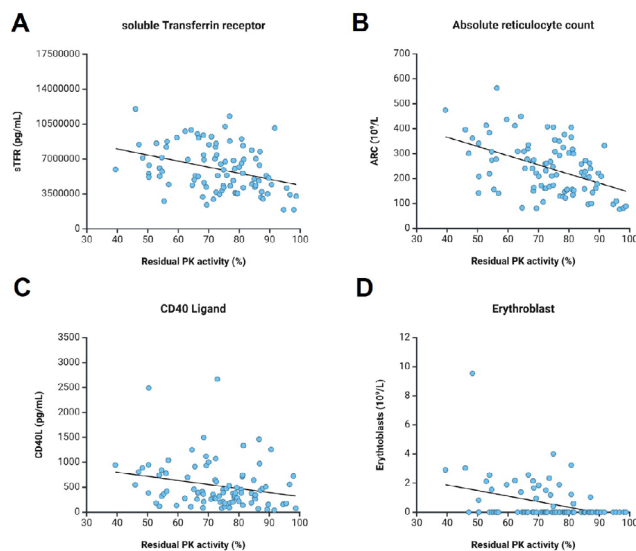 A
soluble Transferrin receptor
17500000
14000000
10500000
7000000
3500000
0
sTFR (pg/mL)
30 40 50 60 70 80 90 100
Residual PK activity (%)
B
Absolute reticulocyte count
700
600
500
400
300
200
100
0
ARC (10⁹/L
30 40 50 60 70 80 90 100
Residual PK activity (%)
C
CD40 Ligand
3500
3000
2500
2000
1500
1000
500
0
CD40L (pg/mL)
30 40 50 60 70 80 90 100
Residual PK activity (%)
D
Erythroblast
12
10
8
6
4
2
0
Erythtoblasts (10⁹/L)
30 40 50 60 70 80 90 100
Residual PK activity (%)